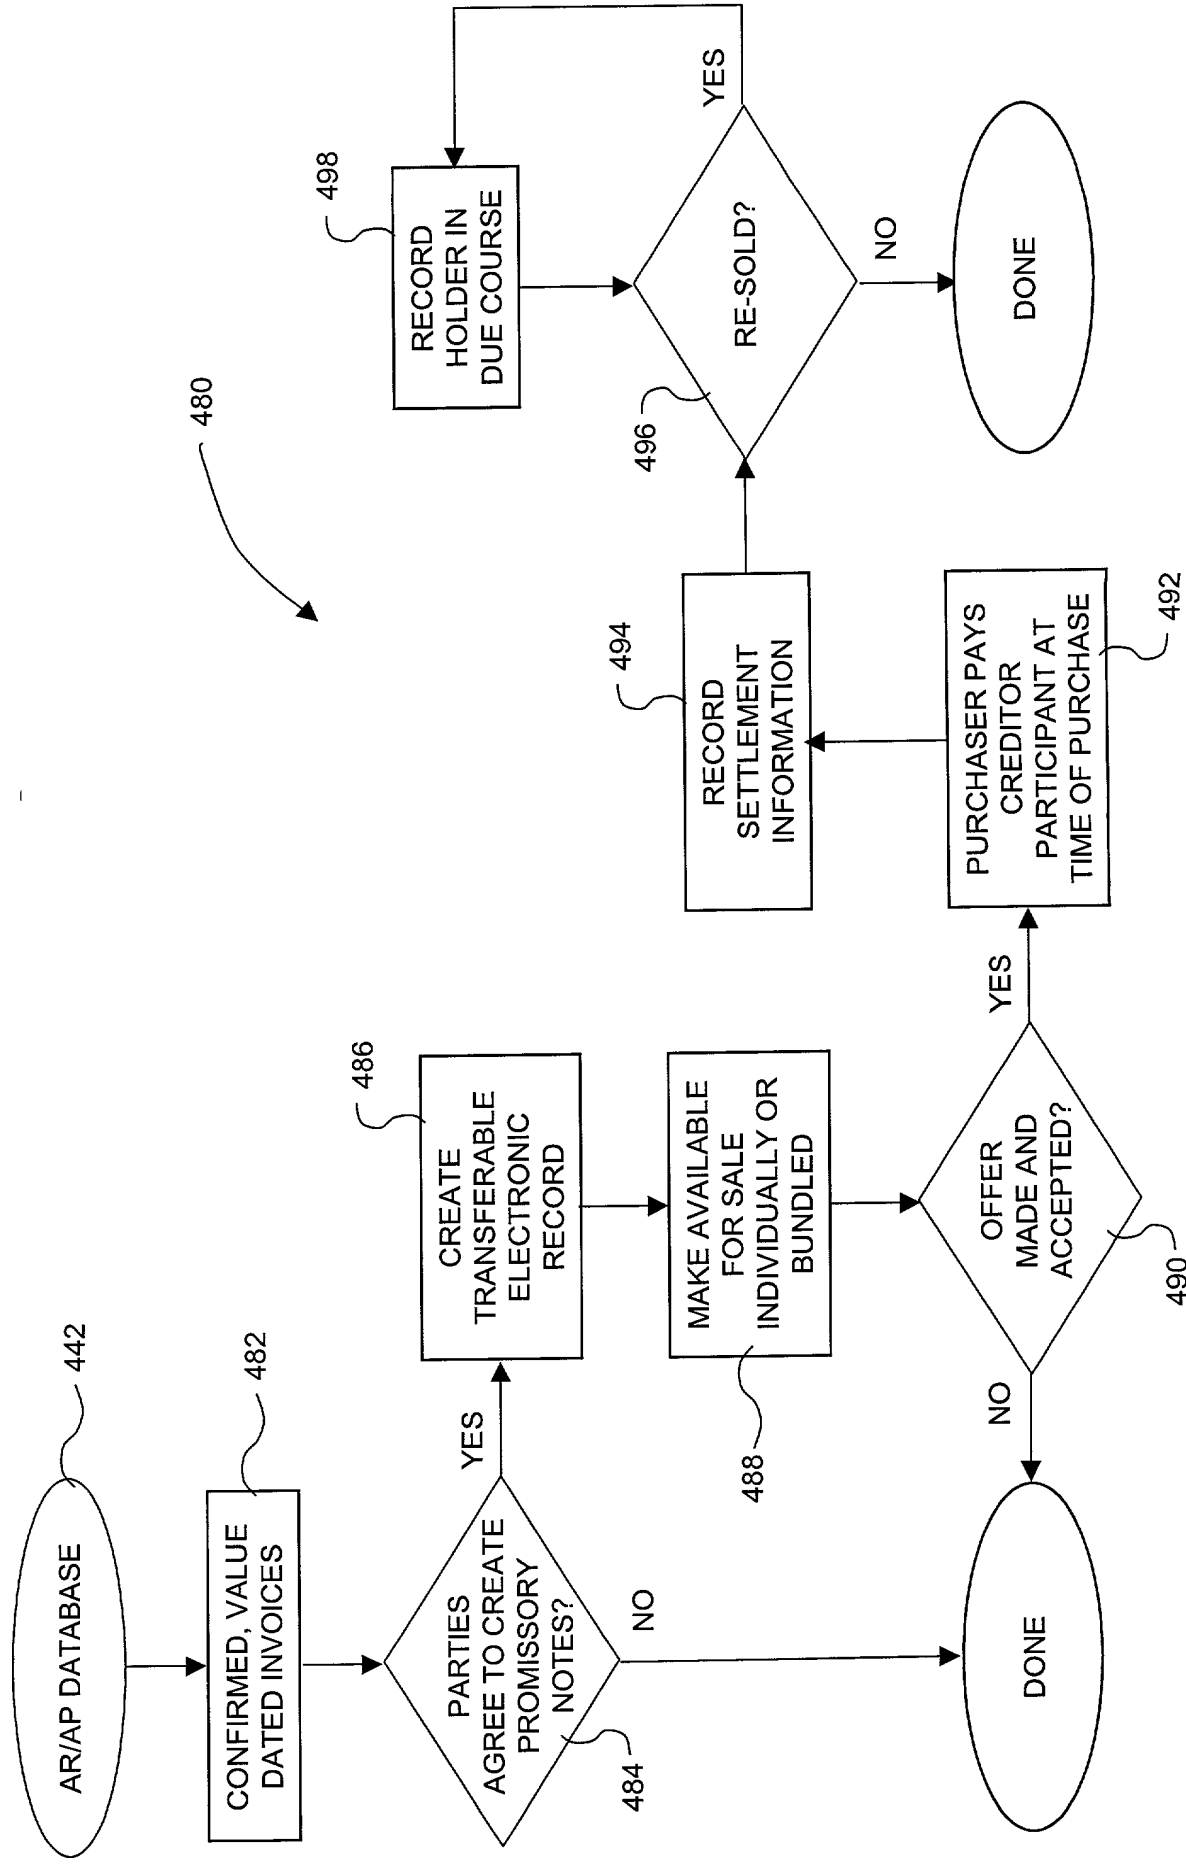 442
AR/AP DATABASE
482
CONFIRMED, VALUE
DATED INVOICES
PARTIES
AGREE TO CREATE
PROMISSORY
NOTES?
484
YES
NO
486
CREATE
TRANSFERABLE
ELECTRONIC
RECORD
MAKE AVAILABLE
FOR SALE
INDIVIDUALLY OR
BUNDLED
488
OFFER
MADE AND
ACCEPTED?
490
NO
YES
DONE
PURCHASER PAYS
CREDITOR
PARTICIPANT AT
TIME OF PURCHASE
492
494
RECORD
SETTLEMENT
INFORMATION
480
498
RECORD
HOLDER IN
DUE COURSE
RE-SOLD?
496
YES
NO
DONE